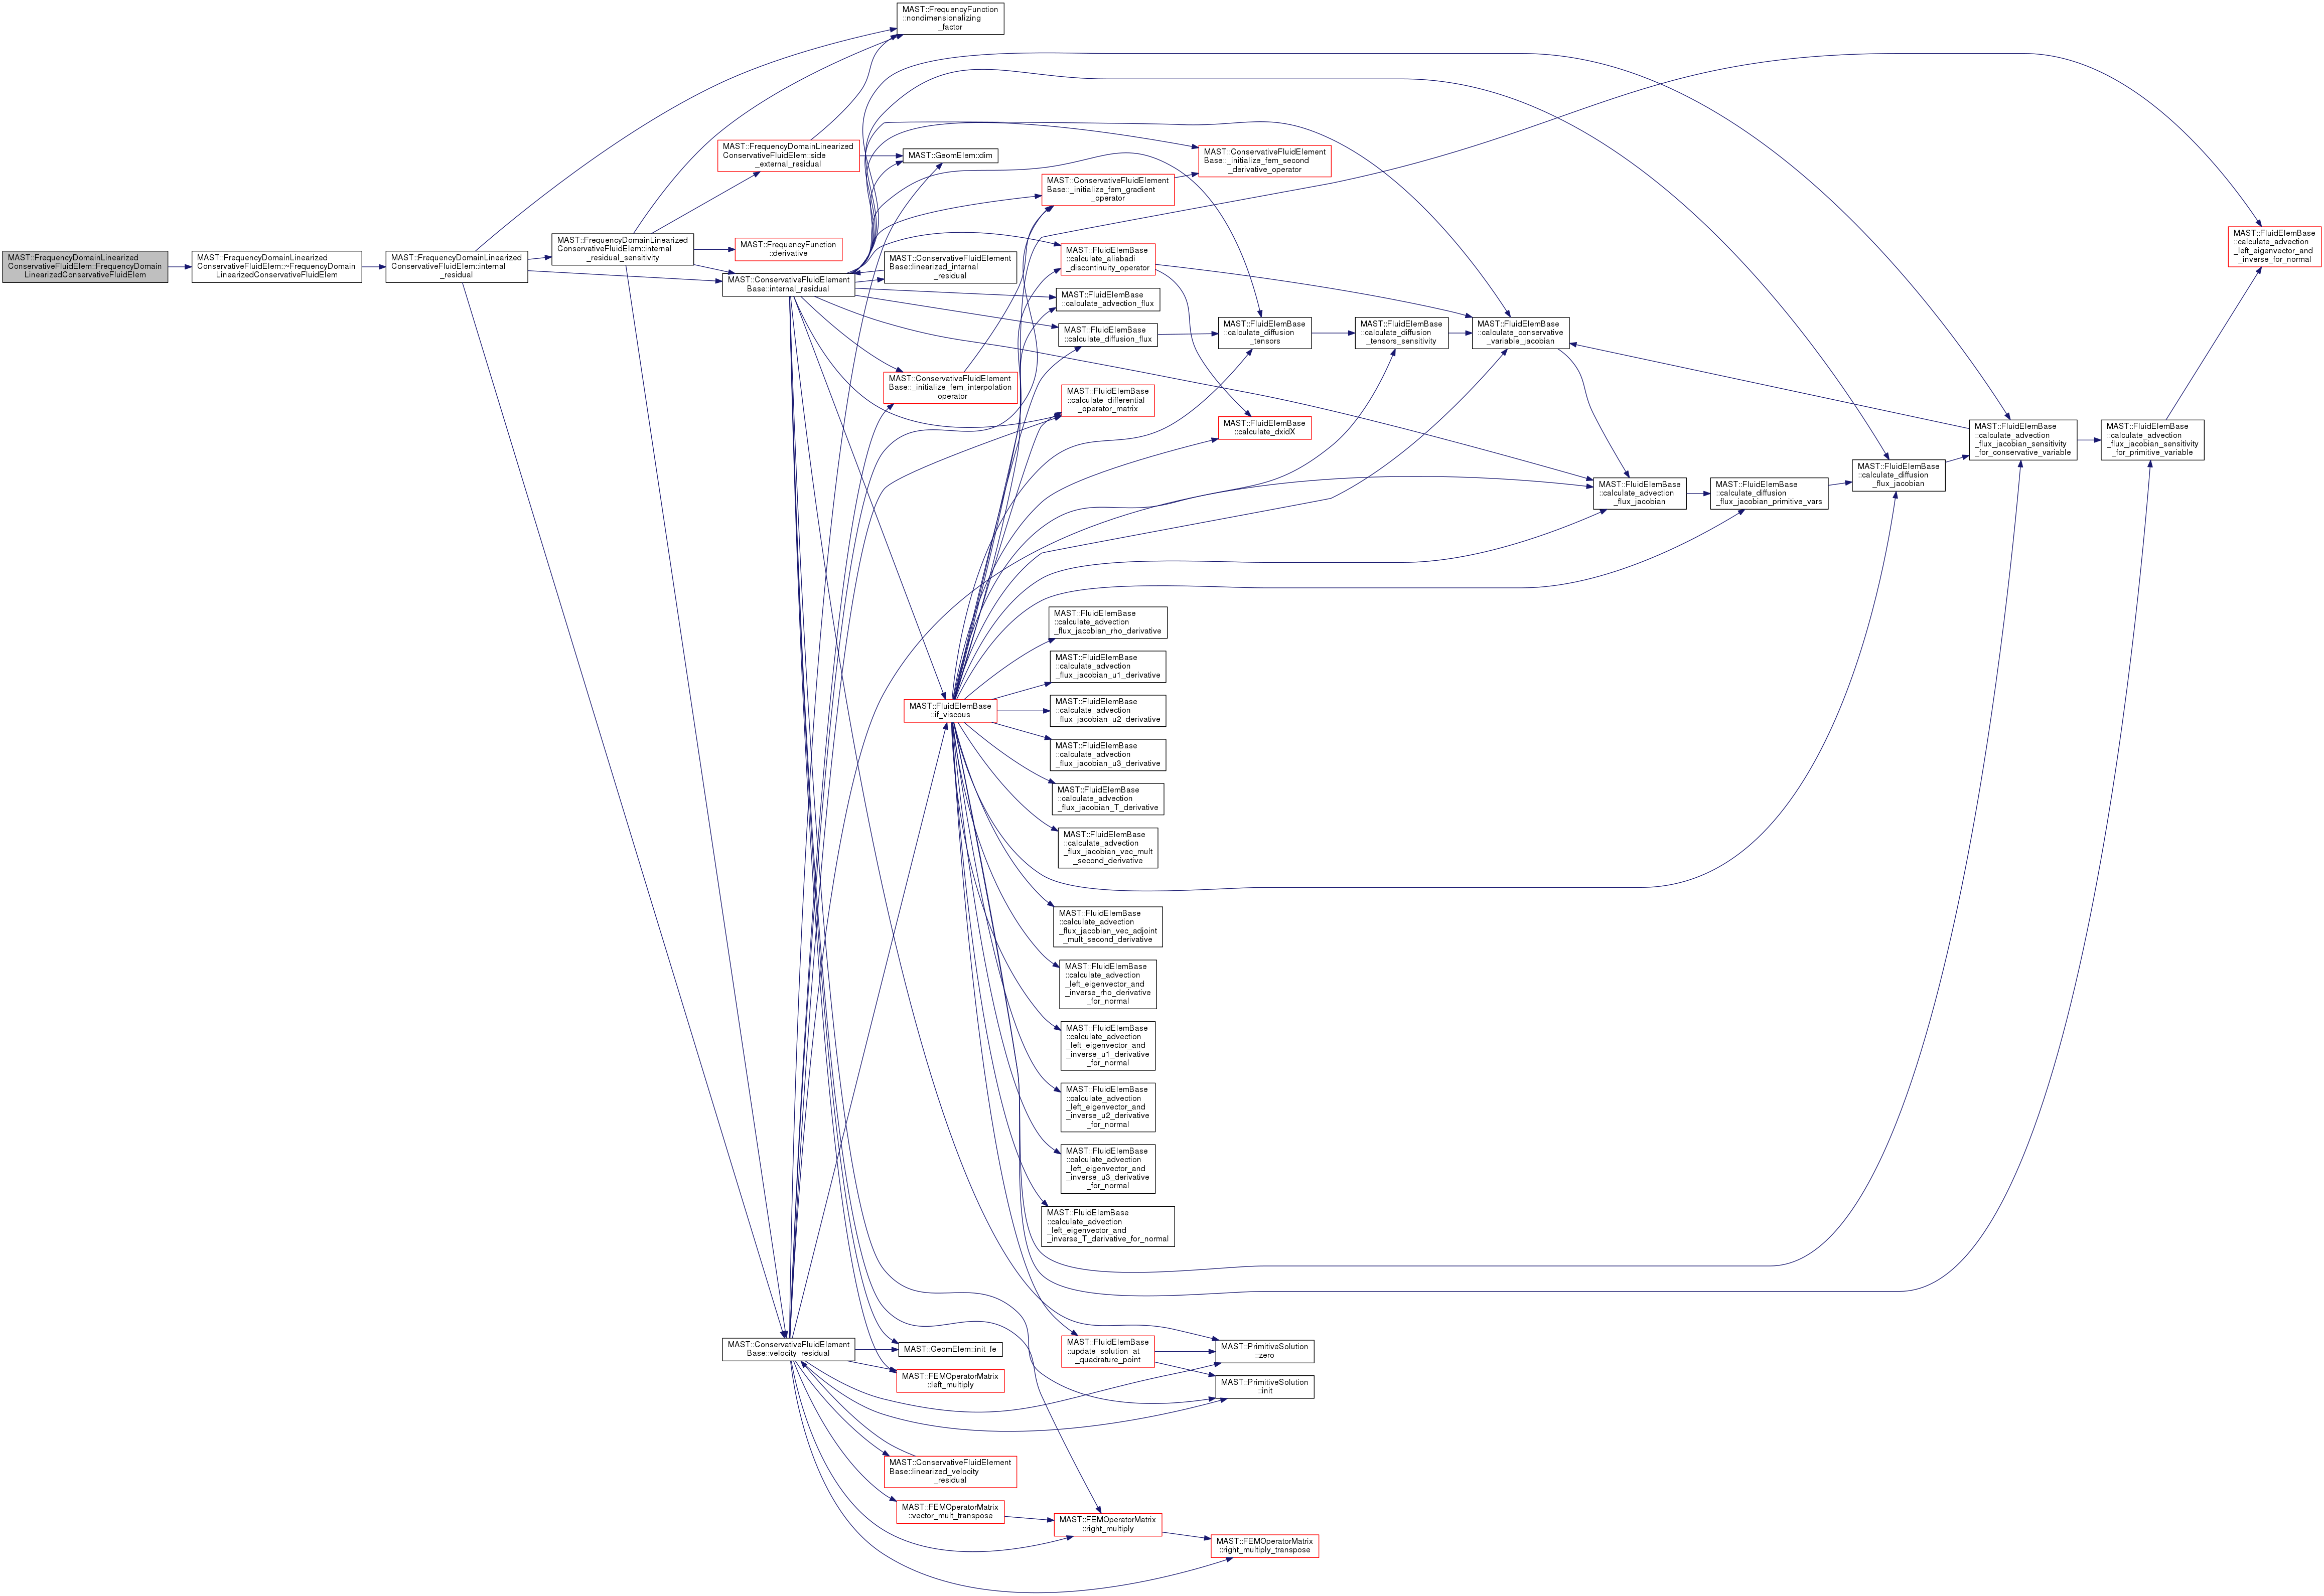 MAST::FrequencyFunction
::nondimensionalizing
_factor
MAST::FrequencyDomainLinearized
ConservativeFluidElem::FrequencyDomain
LinearizedConservativeFluidElem
MAST::FrequencyDomainLinearized
ConservativeFluidElem::~FrequencyDomain
LinearizedConservativeFluidElem
MAST::FrequencyDomainLinearized
ConservativeFluidElem::internal
_residual
MAST::FrequencyDomainLinearized
ConservativeFluidElem::internal
_residual_sensitivity
MAST::FrequencyDomainLinearized
ConservativeFluidElem::side
_external_residual
MAST::FrequencyFunction
::derivative
MAST::ConservativeFluidElement
Base::internal_residual
MAST::GeomElem::dim
MAST::ConservativeFluidElement
Base::linearized_internal
_residual
MAST::ConservativeFluidElement
Base::_initialize_fem_interpolation
_operator
MAST::ConservativeFluidElement
Base::_initialize_fem_gradient
_operator
MAST::ConservativeFluidElement
Base::_initialize_fem_second
_derivative_operator
MAST::FluidElemBase
::calculate_aliabadi
_discontinuity_operator
MAST::FluidElemBase
::calculate_advection_flux
MAST::FluidElemBase
::calculate_diffusion_flux
MAST::FluidElemBase
::calculate_differential
_operator_matrix
MAST::FluidElemBase
::calculate_diffusion
_tensors
MAST::FluidElemBase
::calculate_dxidX
MAST::FluidElemBase
::calculate_diffusion
_tensors_sensitivity
MAST::FluidElemBase
::calculate_conservative
_variable_jacobian
MAST::FluidElemBase
::calculate_advection
_flux_jacobian
MAST::FluidElemBase
::calculate_diffusion
_flux_jacobian_primitive_vars
MAST::FluidElemBase
::calculate_diffusion
_flux_jacobian
MAST::FluidElemBase
::calculate_advection
_flux_jacobian_sensitivity
_for_conservative_variable
MAST::FluidElemBase
::calculate_advection
_flux_jacobian_sensitivity
_for_primitive_variable
MAST::FluidElemBase
::calculate_advection
_left_eigenvector_and
_inverse_for_normal
MAST::FluidElemBase
::if_viscous
MAST::FluidElemBase
::calculate_advection
_flux_jacobian_rho_derivative
MAST::FluidElemBase
::calculate_advection
_flux_jacobian_u1_derivative
MAST::FluidElemBase
::calculate_advection
_flux_jacobian_u2_derivative
MAST::FluidElemBase
::calculate_advection
_flux_jacobian_u3_derivative
MAST::FluidElemBase
::calculate_advection
_flux_jacobian_T_derivative
MAST::FluidElemBase
::calculate_advection
_flux_jacobian_vec_mult
_second_derivative
MAST::FluidElemBase
::calculate_advection
_flux_jacobian_vec_adjoint
_mult_second_derivative
MAST::FluidElemBase
::calculate_advection
_left_eigenvector_and
_inverse_rho_derivative
_for_normal
MAST::FluidElemBase
::calculate_advection
_left_eigenvector_and
_inverse_u1_derivative
_for_normal
MAST::FluidElemBase
::calculate_advection
_left_eigenvector_and
_inverse_u2_derivative
_for_normal
MAST::FluidElemBase
::calculate_advection
_left_eigenvector_and
_inverse_u3_derivative
_for_normal
MAST::FluidElemBase
::calculate_advection
_left_eigenvector_and
_inverse_T_derivative_for_normal
MAST::FluidElemBase
::update_solution_at
_quadrature_point
MAST::PrimitiveSolution
::zero
MAST::PrimitiveSolution
::init
MAST::ConservativeFluidElement
Base::velocity_residual
MAST::GeomElem::init_fe
MAST::FEMOperatorMatrix
::left_multiply
MAST::ConservativeFluidElement
Base::linearized_velocity
_residual
MAST::FEMOperatorMatrix
::vector_mult_transpose
MAST::FEMOperatorMatrix
::right_multiply
MAST::FEMOperatorMatrix
::right_multiply_transpose